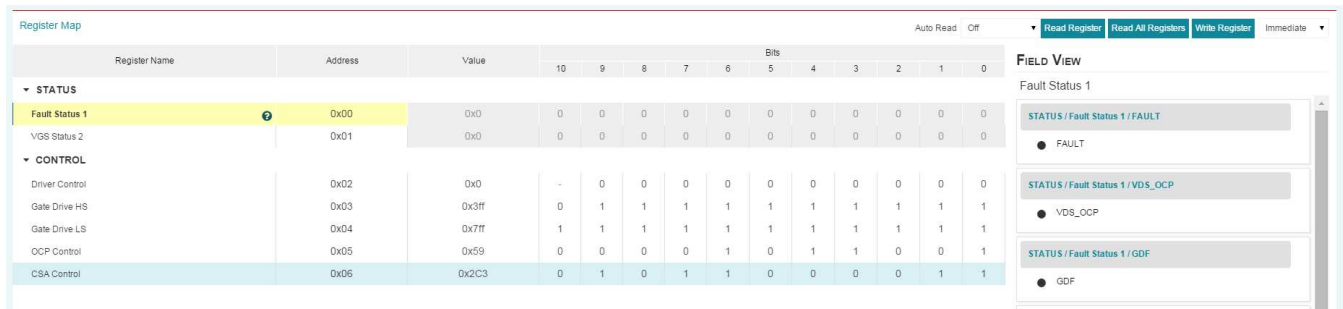 Register Map
Auto Read Off Read Register Read All Registers Write Register Immediate
Register Name Address Value Bits
10 9 8 7 6 5 4 3 2 1 0
STATUS
Fault Status 1 ? 0x00 0x0 0 0 0 0 0 0 0 0 0 0 0
VGS Status 2 0x01 0x0 0 0 0 0 0 0 0 0 0 0 0
CONTROL
Driver Control 0x02 0x0 - 0 0 0 0 0 0 0 0 0 0
Gate Drive HS 0x03 0x3ff 0 1 1 1 1 1 1 1 1 1 1
Gate Drive LS 0x04 0x7ff 1 1 1 1 1 1 1 1 1 1 1
OCP Control 0x05 0x59 0 0 0 0 1 0 1 1 0 0 1
CSA Control 0x06 0x2C3 0 1 0 1 1 0 0 0 0 1 1
FIELD VIEW
Fault Status 1
STATUS / Fault Status 1 / FAULT
FAULT
STATUS / Fault Status 1 / VDS_OCP
VDS_OCP
STATUS / Fault Status 1 / GDF
GDF